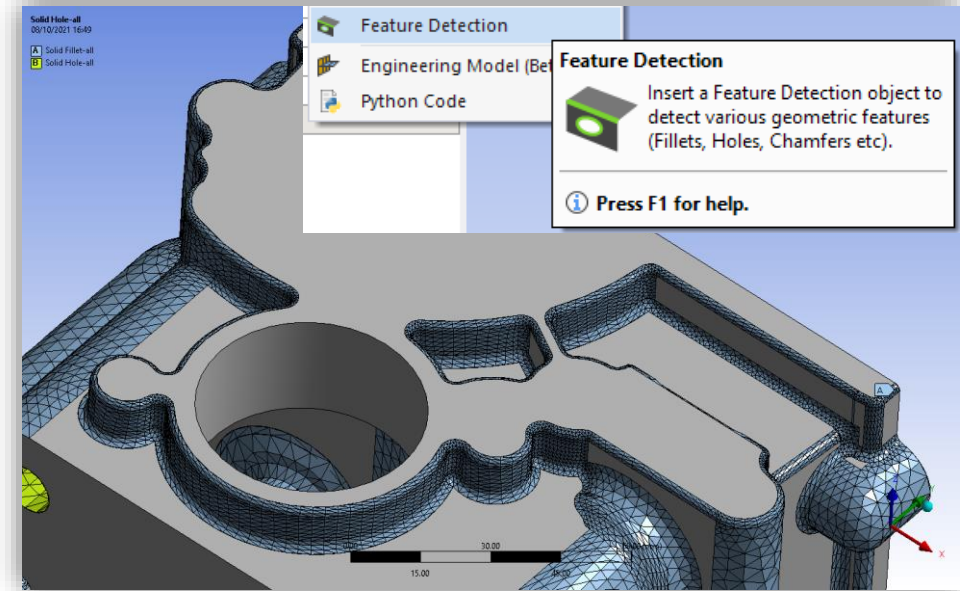 Solid Hole-all
08/10/2021 16:49
A Solid Fillet-all
B Solid Hole-all
Feature Detection
Engineering Model (Bet
Python Code
Feature Detection
Insert a Feature Detection object to
detect various geometric features
(Fillets, Holes, Chamfers etc).
Press F1 for help.
A
30.00
15.00
X